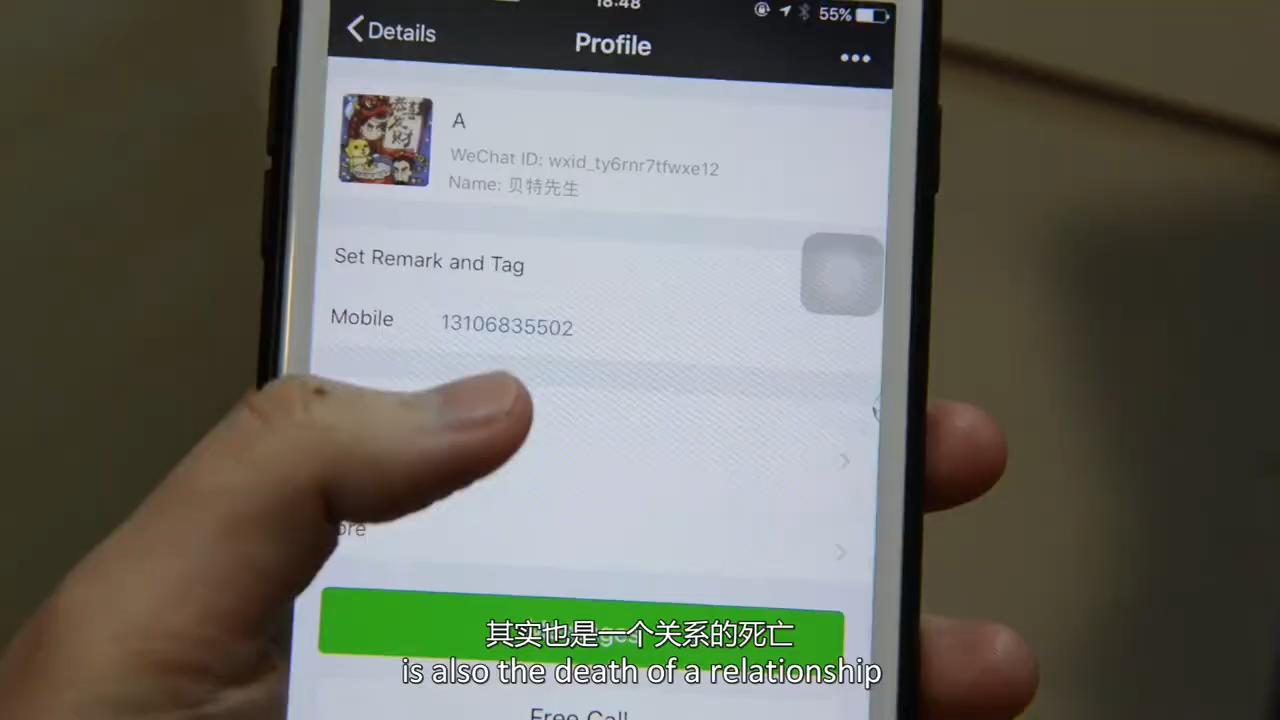 18:48
55%
Details
Profile
A
WeChat ID: wxid_ty6rnr7tfwxe12
Name: 贝特先生
Set Remark and Tag
Mobile 13106835502
ore
其实也是一个关系的死亡
is also the death of a relationship
Free Call